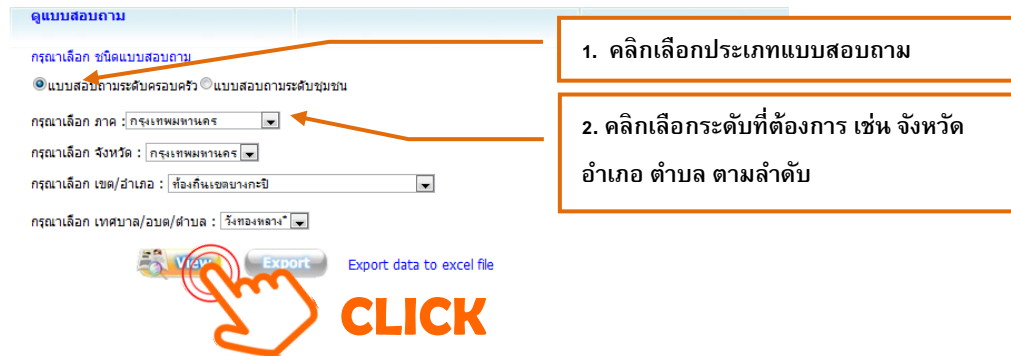 ดูแบบสอบถาม
กรุณาเลือก ชนิดแบบสอบถาม
แบบสอบถามระดับครอบครัว แบบสอบถามระดับชุมชน
กรุณาเลือก ภาค : กรุงเทพมหานคร
กรุณาเลือก จังหวัด : กรุงเทพมหานคร
กรุณาเลือก เขต/อำเภอ : ท้องถิ่นเขตบางกะปิ
กรุณาเลือก เทศบาล/อบต/ตำบล : วังทองหลาง*
View Export Export data to excel file
CLICK
1. คลิกเลือกประเภทแบบสอบถาม
2. คลิกเลือกระดับที่ต้องการ เช่น จังหวัด
อำเภอ ตำบล ตามลำดับ